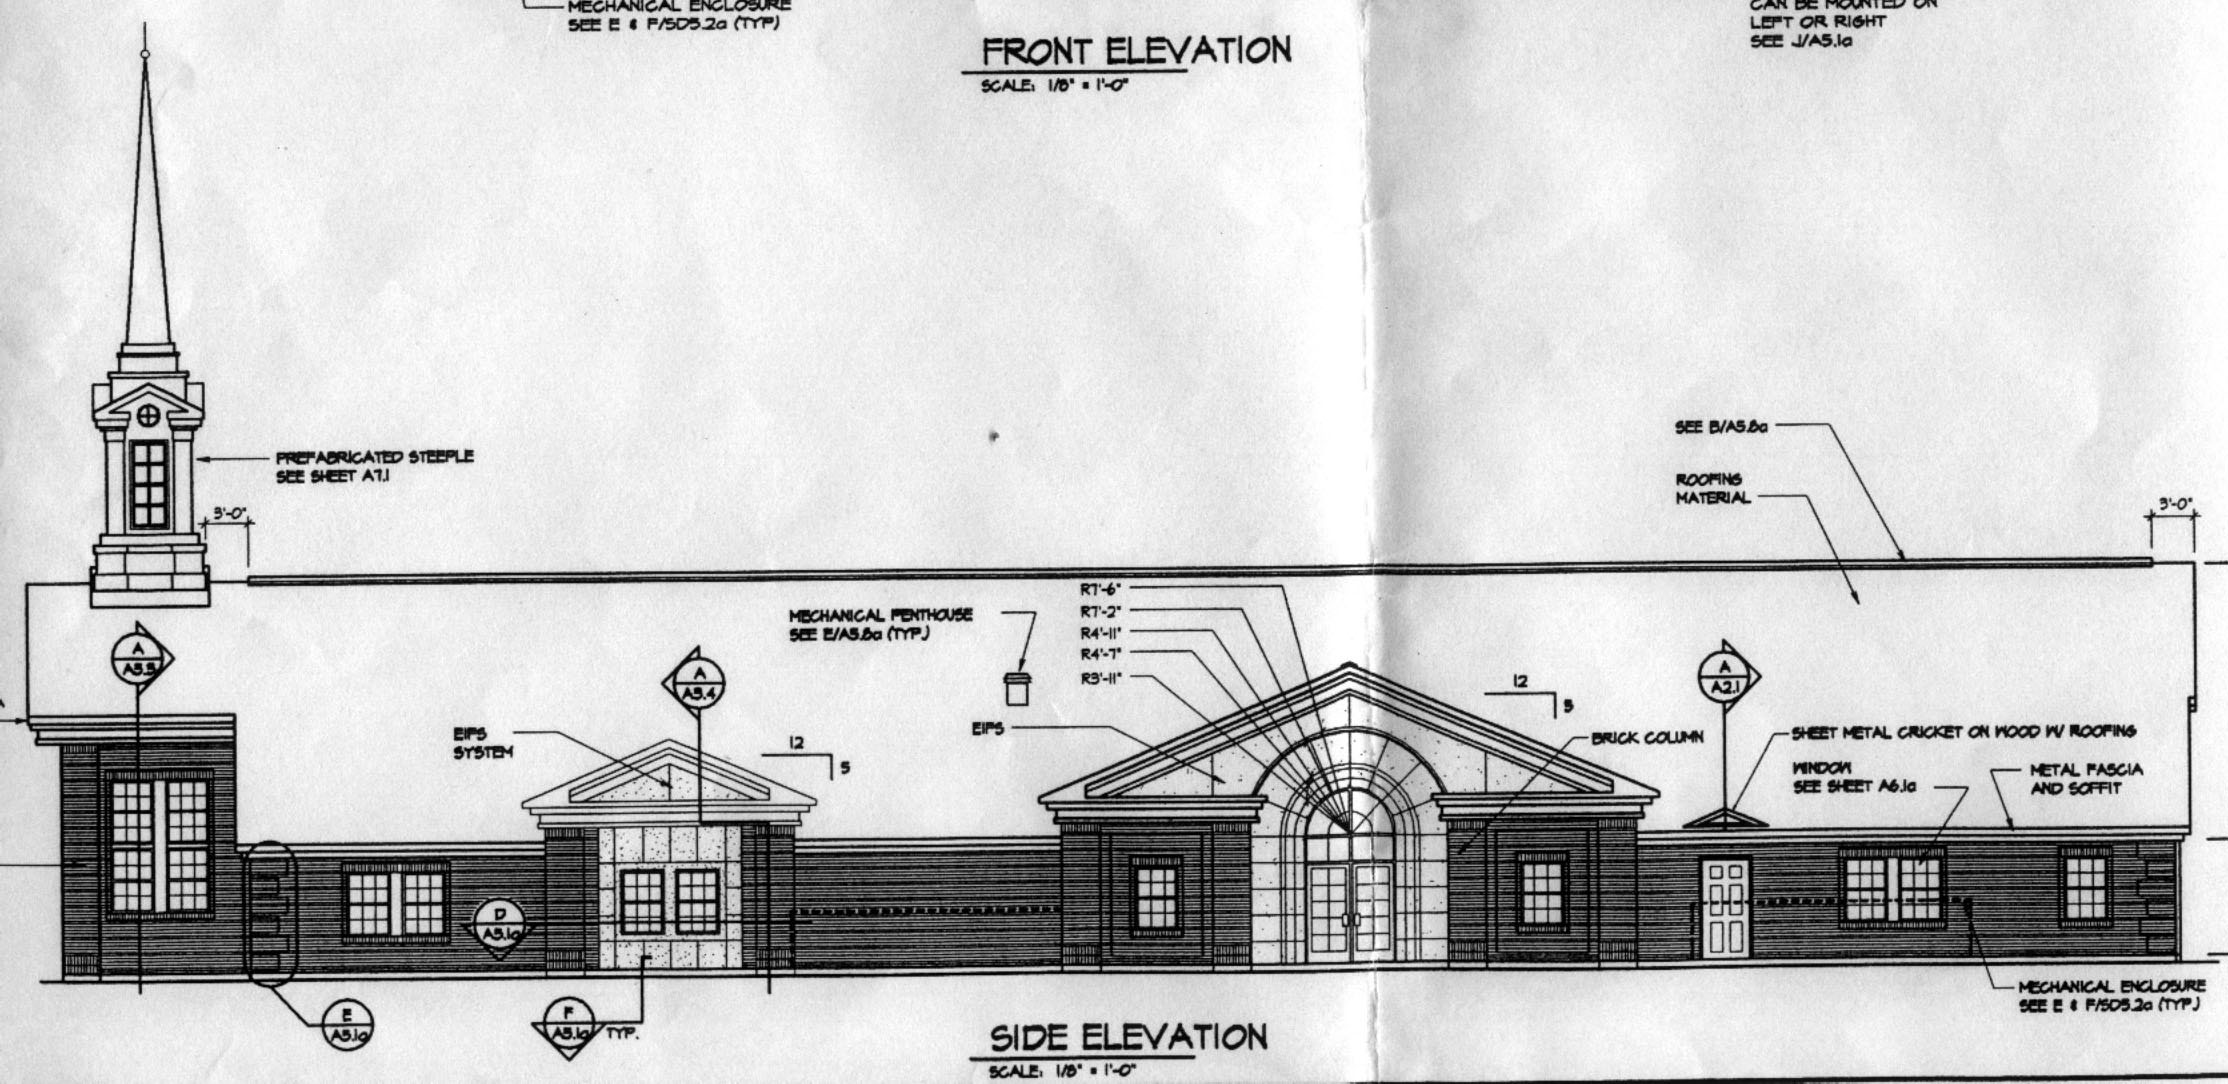 MECHANICAL ENCLOSURE
SEE E & F/SD5.2a (TYP)
FRONT ELEVATION
SCALE: 1/8" = 1'-0"
CAN BE MOUNTED ON
LEFT OR RIGHT
SEE J/A5.1a
PREFABRICATED STEEPLE
SEE SHEET A7.1
3'-0"
SEE B/A5.8a
ROOFING
MATERIAL
3'-0"
MECHANICAL PENTHOUSE
SEE E/A5.8a (TYP.)
R7'-6"
R7'-2"
R4'-11"
R4'-7"
R3'-11"
A
A
A3.4
A
A2.1
12
5
EIFS
SYSTEM
12
5
EIFS
BRICK COLUMN
SHEET METAL CRICKET ON WOOD W/ ROOFING
WINDOW
SEE SHEET A6.1a
METAL FASCIA
AND SOFFIT
D
A5.1a
E
A5.1a
F
A5.1a
TYP.
MECHANICAL ENCLOSURE
SEE E & F/SD5.2a (TYP.)
SIDE ELEVATION
SCALE: 1/8" = 1'-0"